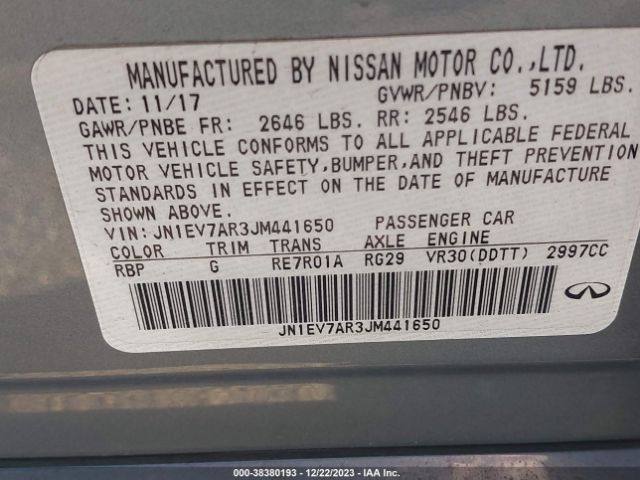 MANUFACTURED BY NISSAN MOTOR CO.,LTD.
DATE: 11/17 GVWR/PNBV: 5159 LBS.
GAWR/PNBE FR: 2646 LBS. RR: 2546 LBS.
THIS VEHICLE CONFORMS TO ALL APPLICABLE FEDERAL
MOTOR VEHICLE SAFETY,BUMPER,AND THEFT PREVENTION
STANDARDS IN EFFECT ON THE DATE OF MANUFACTURE
SHOWN ABOVE.
VIN:JN1EV7AR3JM441650 PASSENGER CAR
COLOR TRIM TRANS AXLE ENGINE
RBP G RE7R01A RG29 VR30(DDTT) 2997CC
JN1EV7AR3JM441650
000-38380193 - 12/22/2023 - IAA Inc.